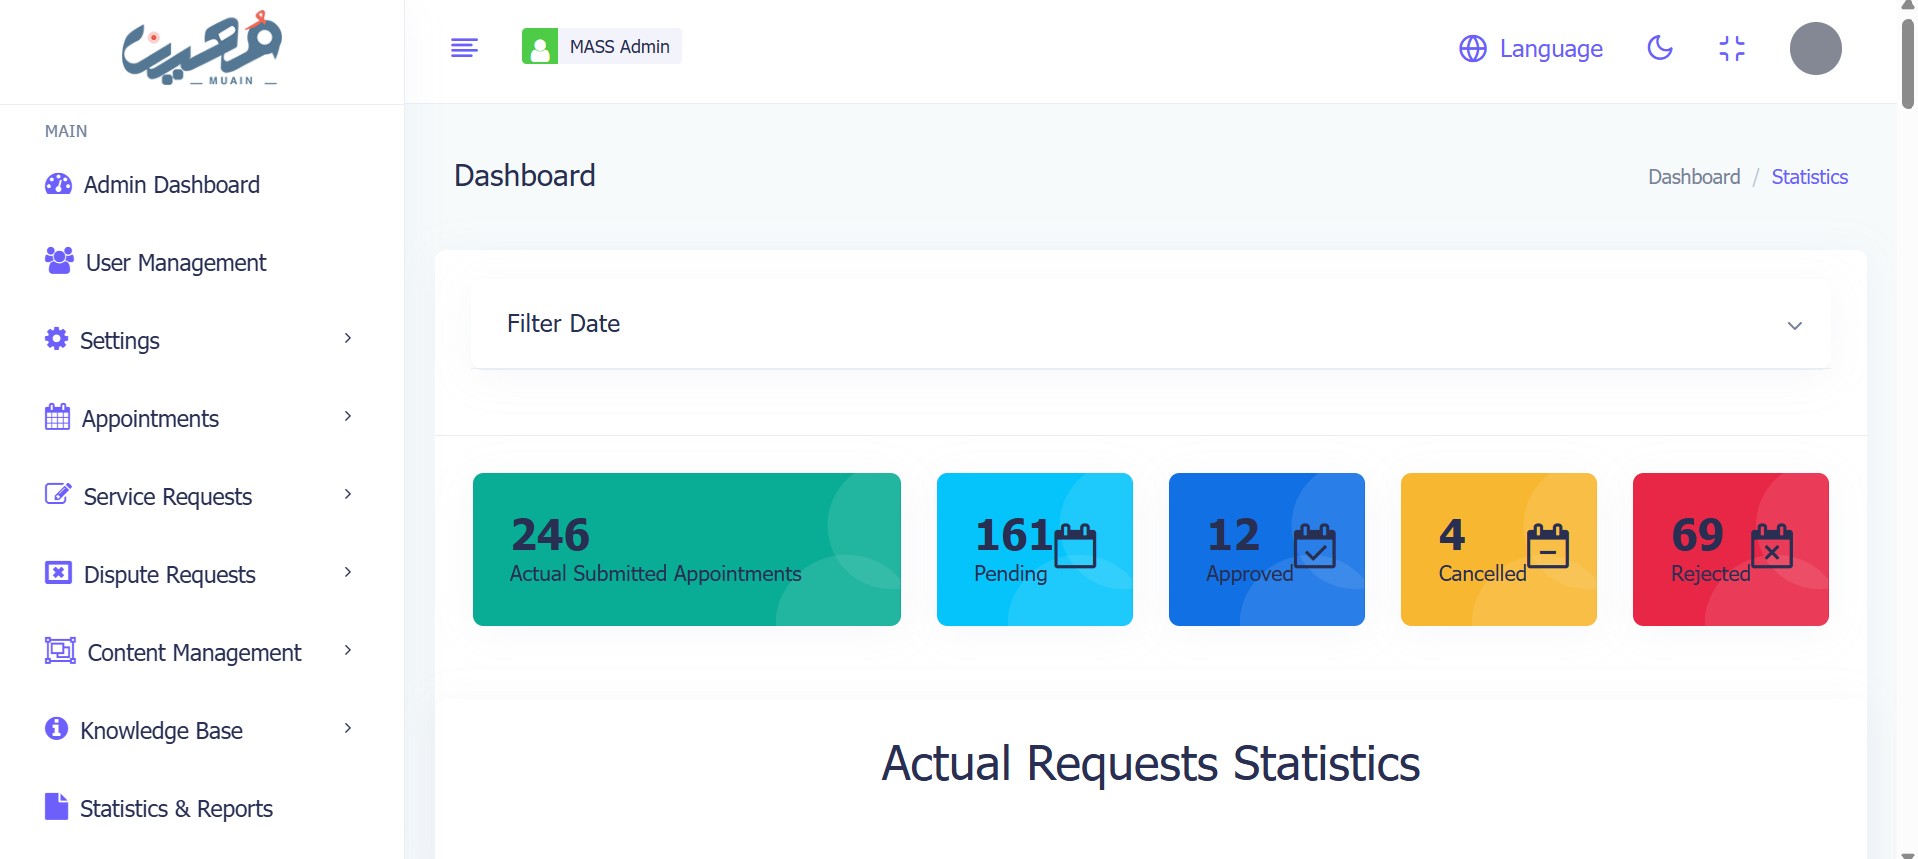 معين
MUAIN
MASS Admin
Language
MAIN
Admin Dashboard
User Management
Settings
Appointments
Service Requests
Dispute Requests
Content Management
Knowledge Base
Statistics & Reports
Dashboard
Dashboard / Statistics
Filter Date
246
Actual Submitted Appointments
161
Pending
12
Approved
4
Cancelled
69
Rejected
Actual Requests Statistics